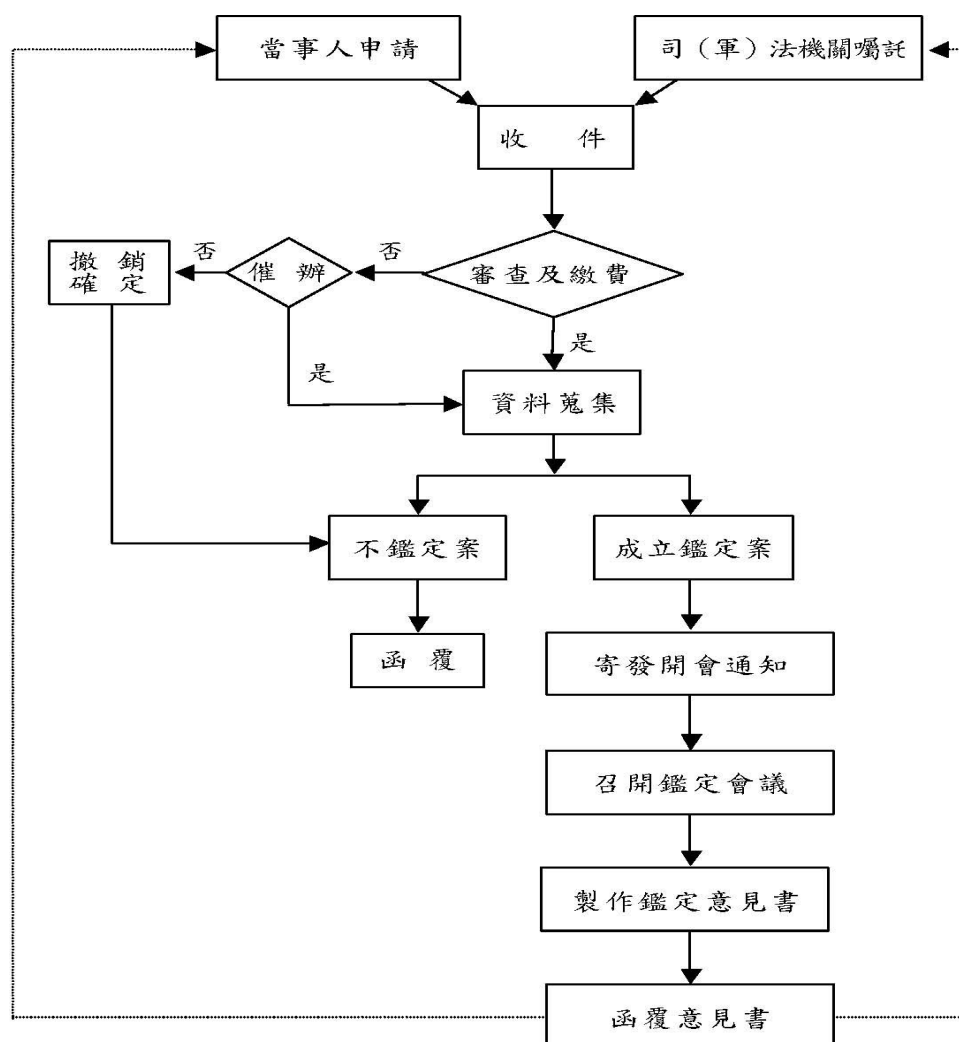 當事人申請
司（軍）法機關囑託
收 件
審查及繳費
否
催辦
否
撤銷
確定
是
是
資料蒐集
不鑑定案
成立鑑定案
函覆
寄發開會通知
召開鑑定會議
製作鑑定意見書
函覆意見書